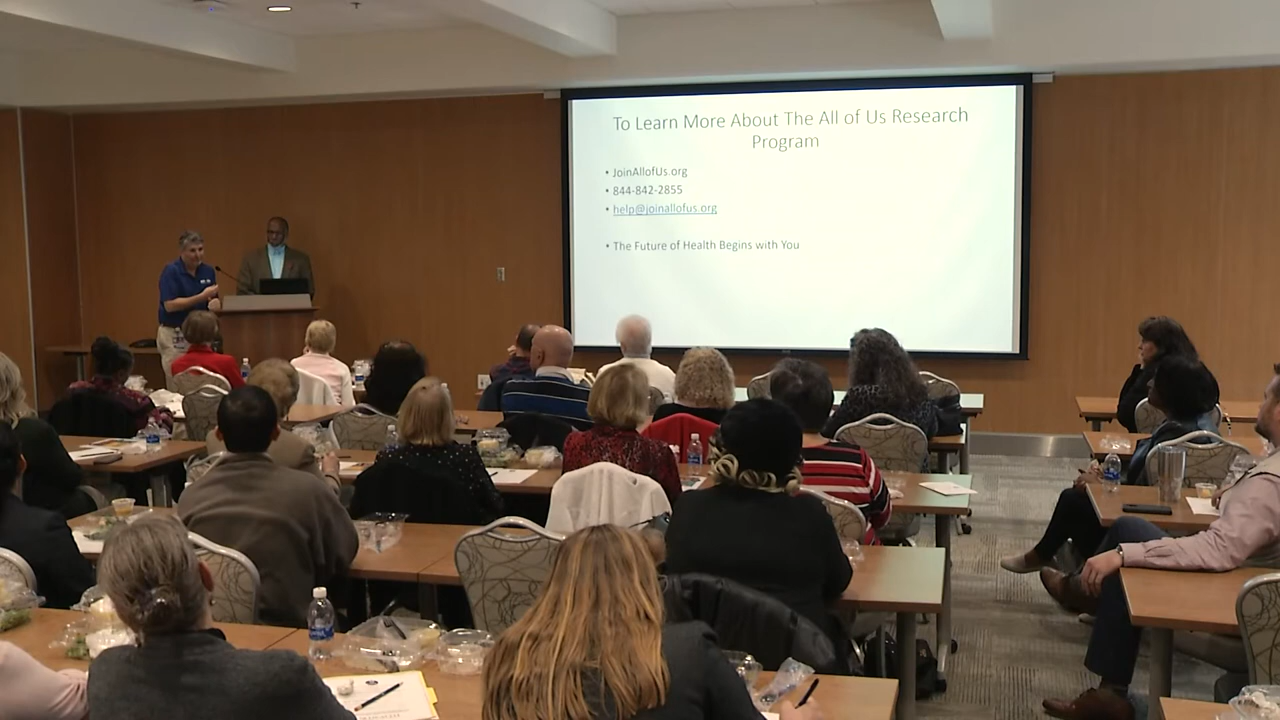 To Learn More About The All of Us Research
Program
• JoinAllofUs.org
• 844-842-2855
• help@joinallofus.org
• The Future of Health Begins with You